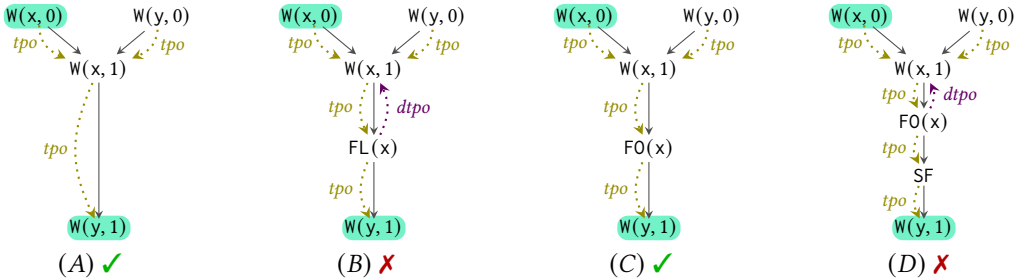 W(x, 0) W(y, 0) W(x, 0) W(y, 0) W(x, 0) W(y, 0) W(x, 0) W(y, 0)
tpo tpo tpo tpo tpo tpo tpo tpo
W(x, 1) W(x, 1) W(x, 1) W(x, 1)
tpo dtpo tpo tpo dtpo
FO(x)
tpo FL(x) FO(x) tpo
SF
tpo tpo tpo
W(y, 1) W(y, 1) W(y, 1) W(y, 1)
(A) ✓ (B) ✗ (C) ✓ (D) ✗